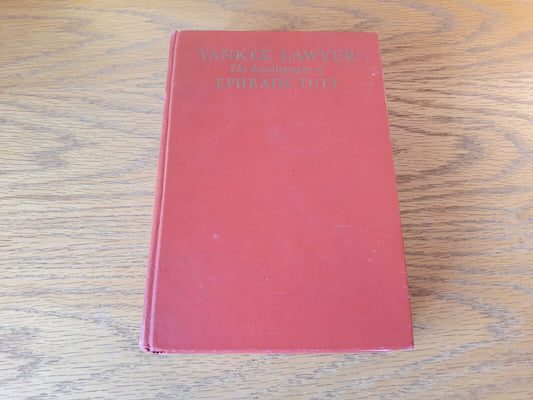 YANKEE LAWYER
The Autobiography of
EPHRAIM TUTT